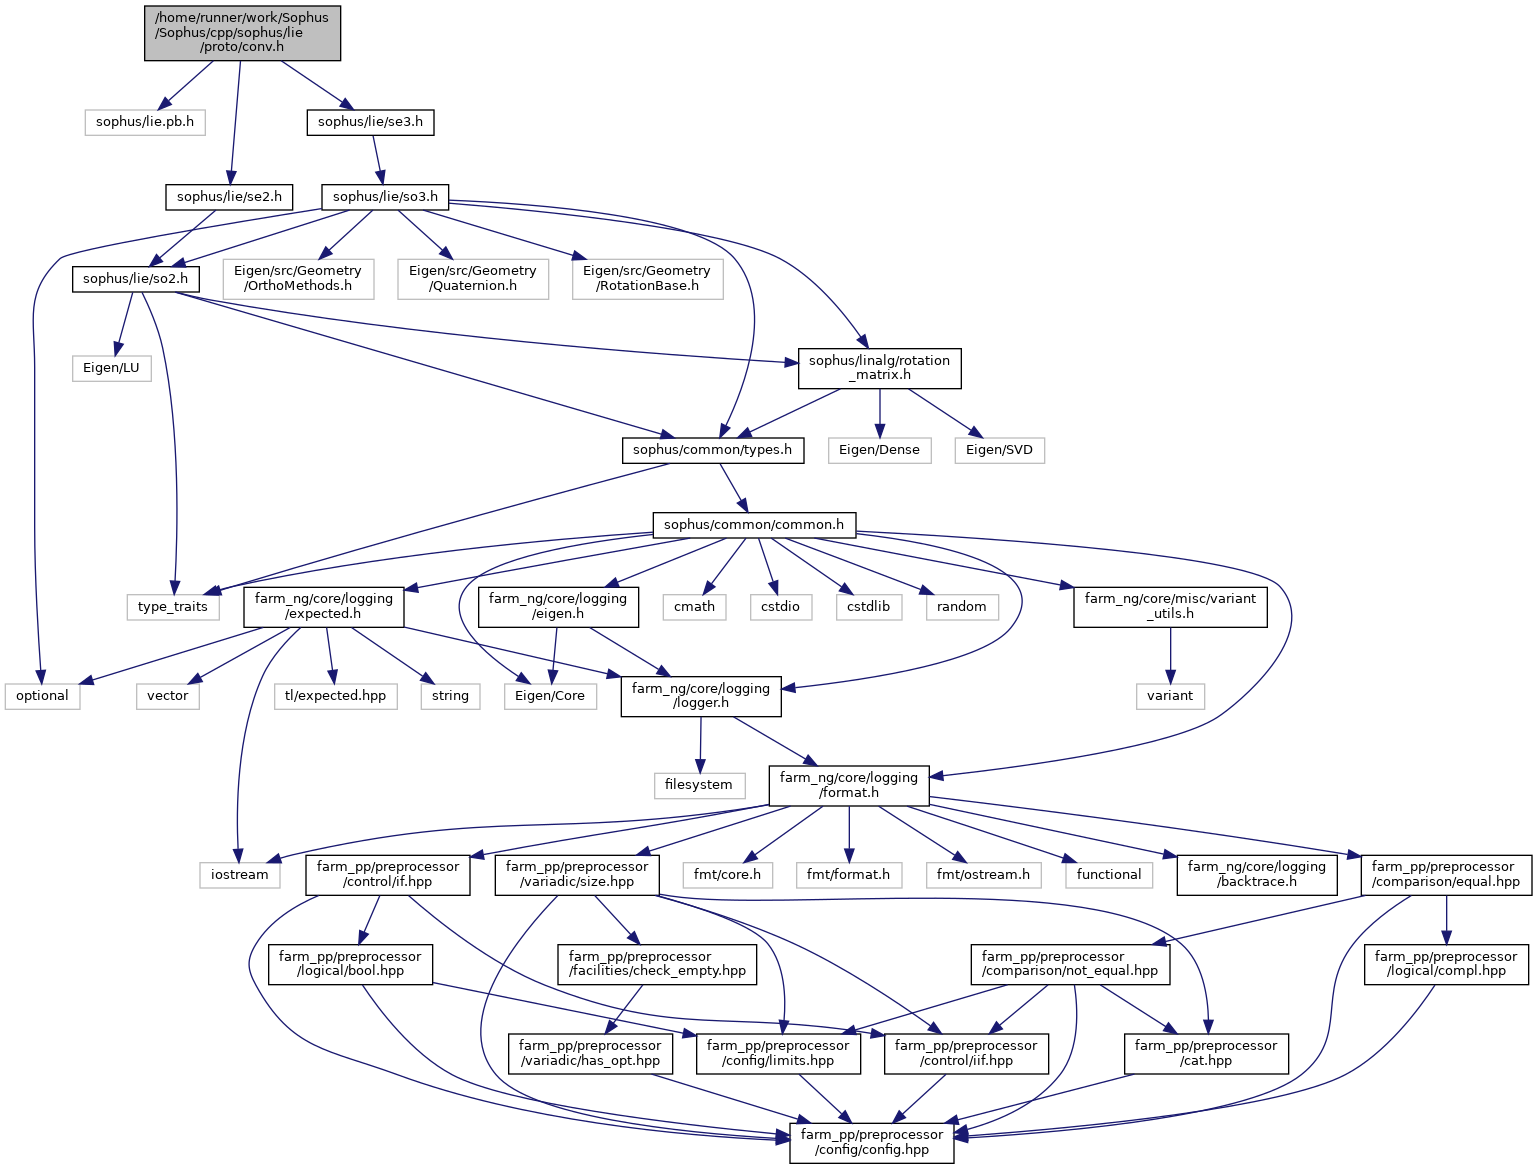 /home/runner/work/Sophus
/Sophus/cpp/sophus/lie
/proto/conv.h
sophus/lie.pb.h
sophus/lie/se3.h
sophus/lie/se2.h
sophus/lie/so3.h
sophus/lie/so2.h
Eigen/src/Geometry
/OrthoMethods.h
Eigen/src/Geometry
/Quaternion.h
Eigen/src/Geometry
/RotationBase.h
Eigen/LU
sophus/linalg/rotation
_matrix.h
sophus/common/types.h
Eigen/Dense
Eigen/SVD
sophus/common/common.h
type_traits
farm_ng/core/logging
/expected.h
farm_ng/core/logging
/eigen.h
cmath
cstdio
cstdlib
random
farm_ng/core/misc/variant
_utils.h
optional
vector
tl/expected.hpp
string
Eigen/Core
farm_ng/core/logging
/logger.h
variant
filesystem
farm_ng/core/logging
/format.h
iostream
farm_pp/preprocessor
/control/if.hpp
farm_pp/preprocessor
/variadic/size.hpp
fmt/core.h
fmt/format.h
fmt/ostream.h
functional
farm_ng/core/logging
/backtrace.h
farm_pp/preprocessor
/comparison/equal.hpp
farm_pp/preprocessor
/logical/bool.hpp
farm_pp/preprocessor
/facilities/check_empty.hpp
farm_pp/preprocessor
/comparison/not_equal.hpp
farm_pp/preprocessor
/logical/compl.hpp
farm_pp/preprocessor
/variadic/has_opt.hpp
farm_pp/preprocessor
/config/limits.hpp
farm_pp/preprocessor
/control/iif.hpp
farm_pp/preprocessor
/cat.hpp
farm_pp/preprocessor
/config/config.hpp